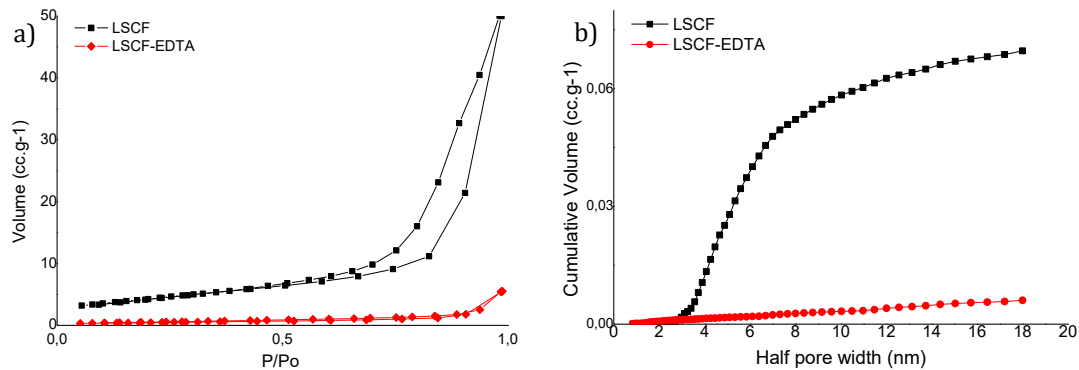 a)
LSCF
LSCF-EDTA
Volume (cc.g-1)
50
40
30
20
10
0
0,0
0,5
1,0
P/Po
b)
LSCF
LSCF-EDTA
Cumulative Volume (cc.g-1)
0,06
0,03
0,00
0 2 4 6 8 10 12 14 16 18 20
Half pore width (nm)